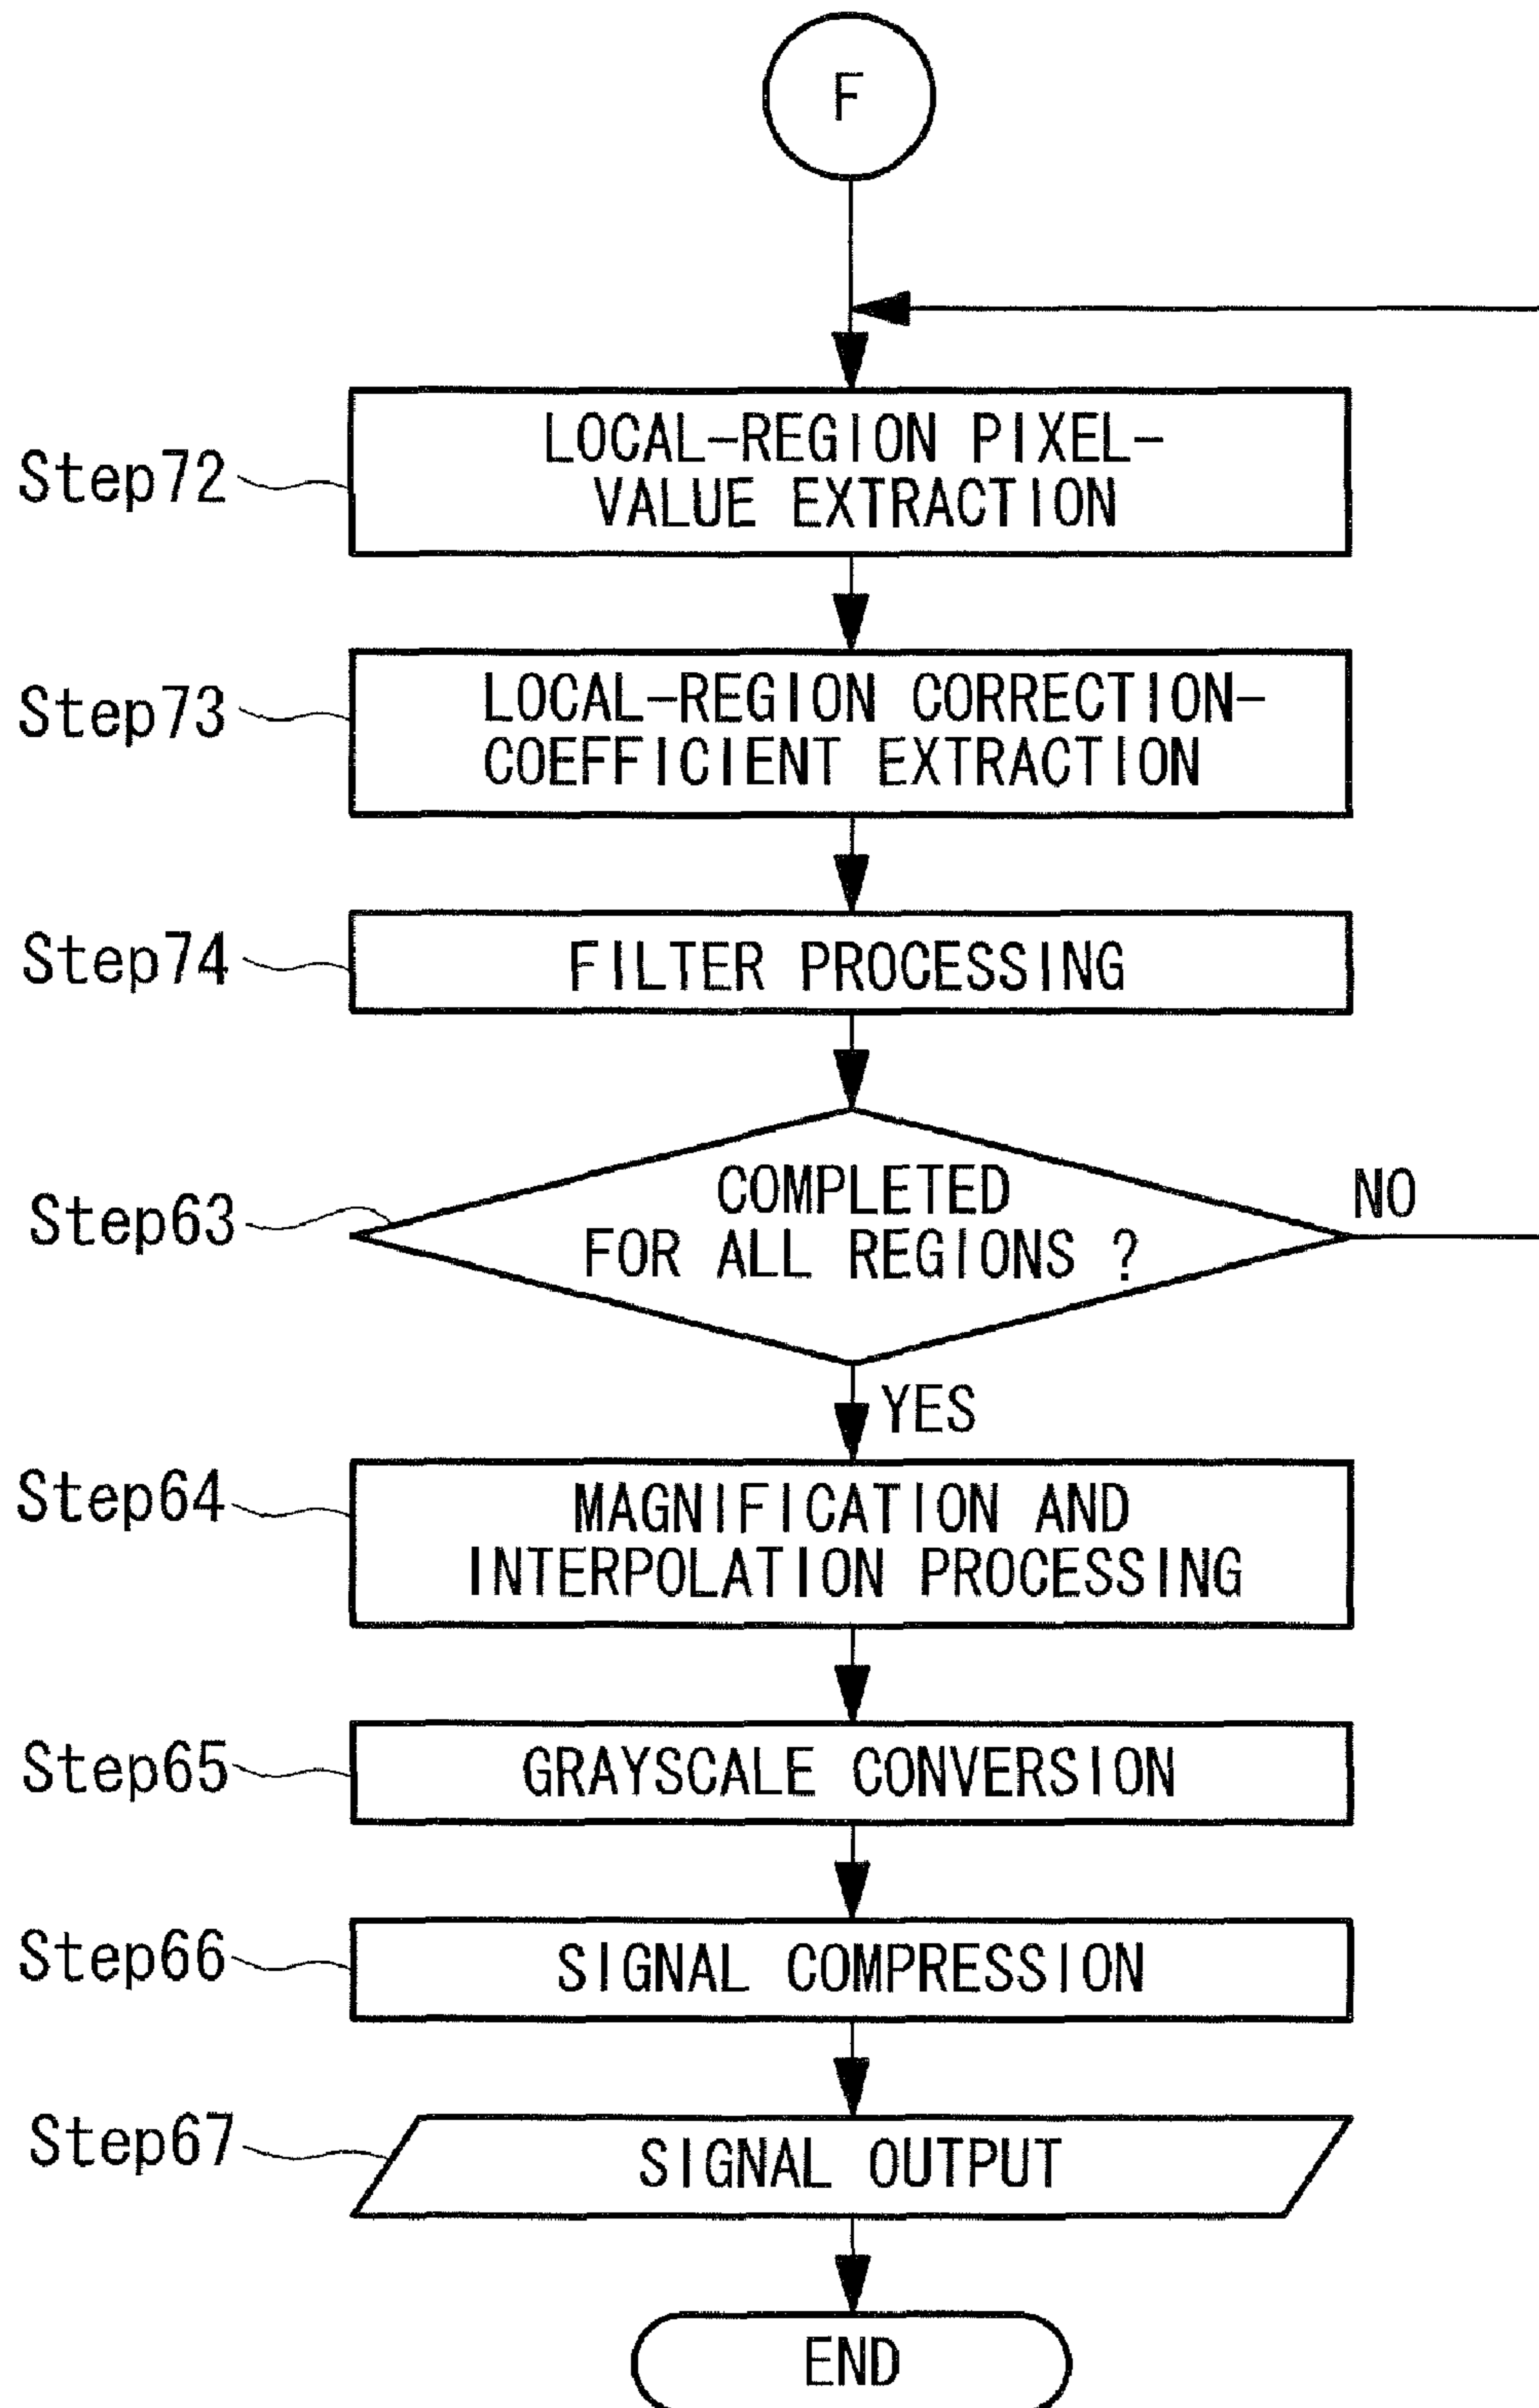 F
Step72
LOCAL-REGION PIXEL-
VALUE EXTRACTION
Step73
LOCAL-REGION CORRECTION-
COEFFICIENT EXTRACTION
Step74
FILTER PROCESSING
Step63
COMPLETED
FOR ALL REGIONS ?
NO
YES
Step64
MAGNIFICATION AND
INTERPOLATION PROCESSING
Step65
GRAYSCALE CONVERSION
Step66
SIGNAL COMPRESSION
Step67
SIGNAL OUTPUT
END